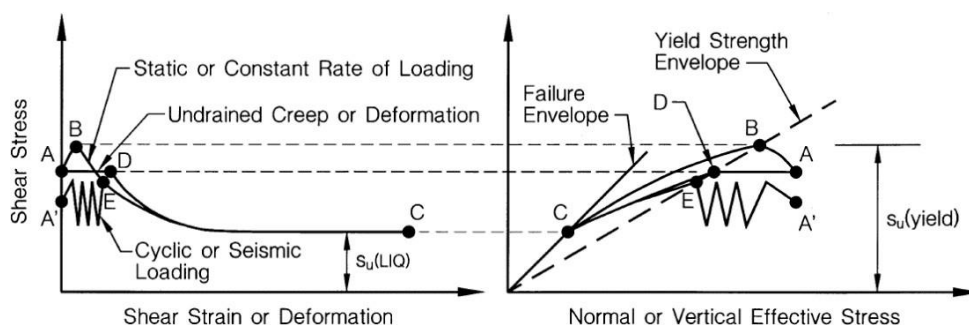 Shear Stress
Static or Constant Rate of Loading
Undrained Creep or Deformation
B
A
D
E
A'
C
Cyclic or Seismic
Loading
su(LIQ)
Shear Strain or Deformation
Yield Strength
Envelope
Failure
Envelope
D
B
A
E
A'
C
su(yield)
Normal or Vertical Effective Stress